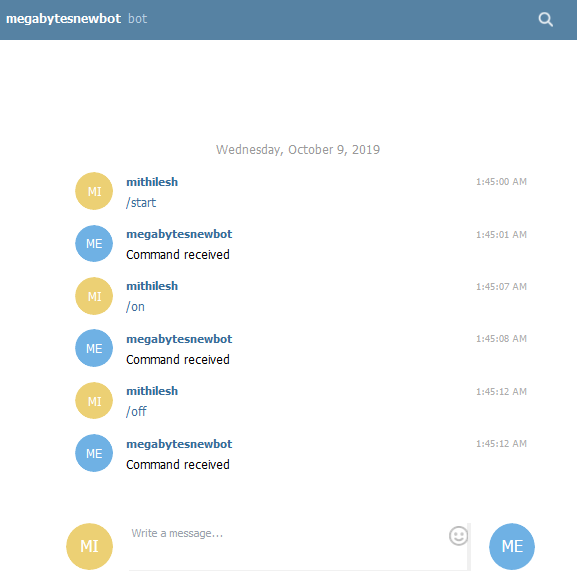 megabytesnewbot bot
Wednesday, October 9, 2019
MI mithilesh 1:45:00 AM
/start
ME megabytesnewbot 1:45:01 AM
Command received
MI mithilesh 1:45:07 AM
/on
ME megabytesnewbot 1:45:08 AM
Command received
MI mithilesh 1:45:12 AM
/off
ME megabytesnewbot 1:45:12 AM
Command received
MI Write a message... ME